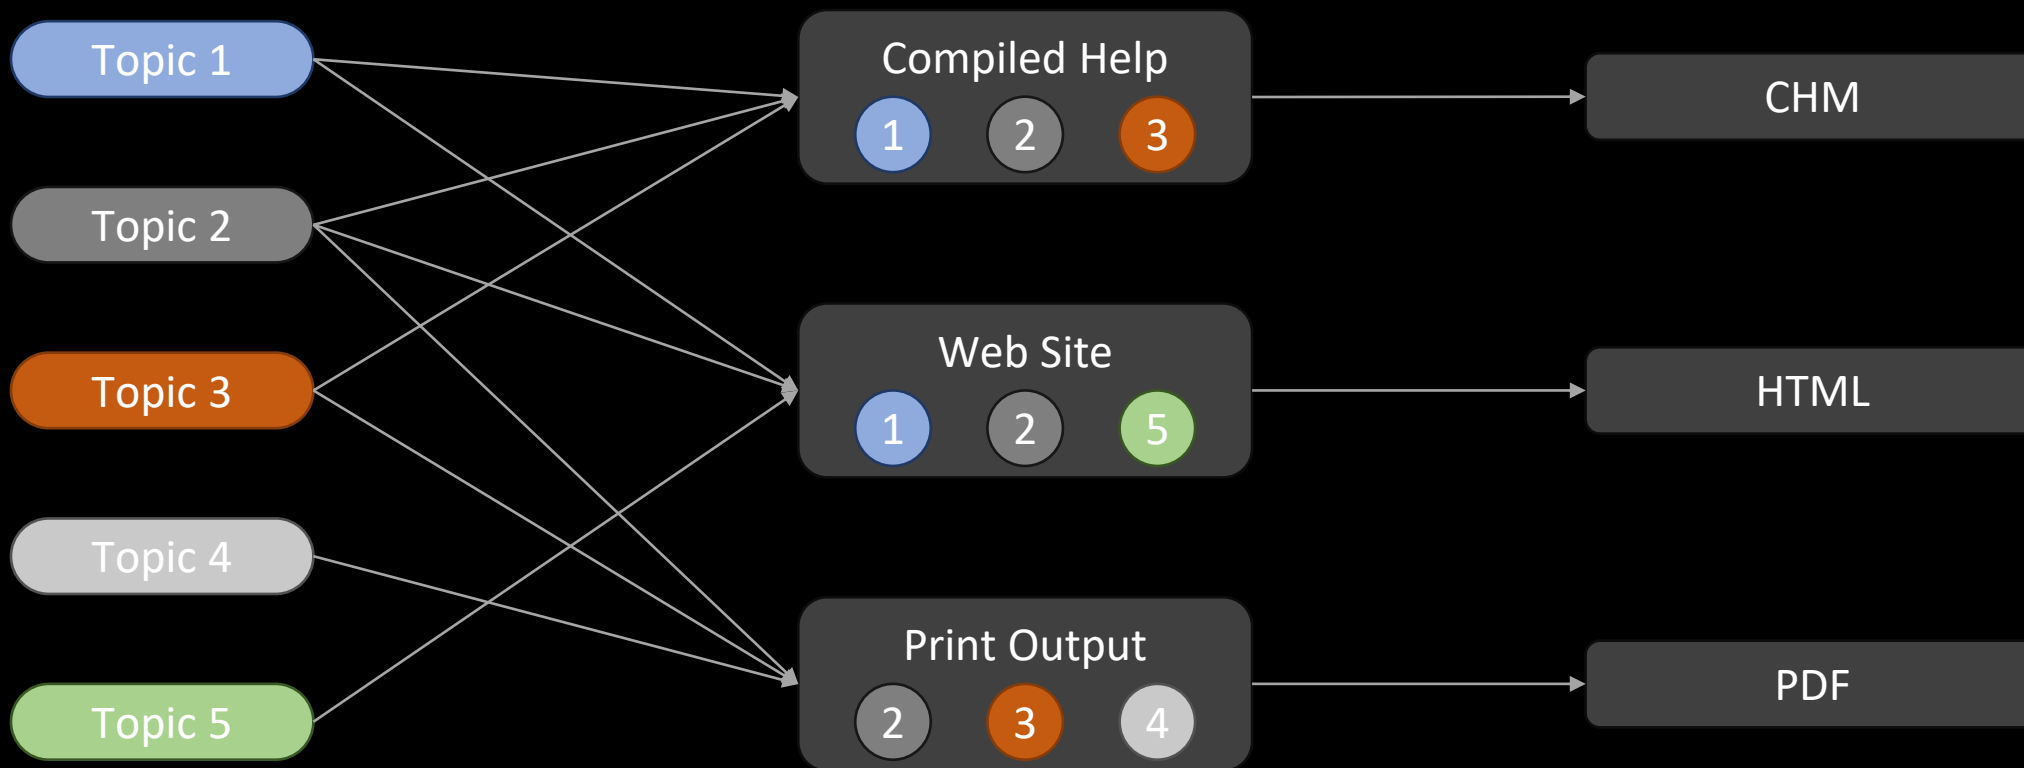 Topic 1
Topic 2
Topic 3
Topic 4
Topic 5
Compiled Help
1 2 3
Web Site
1 2 5
Print Output
2 3 4
CHM
HTML
PDF